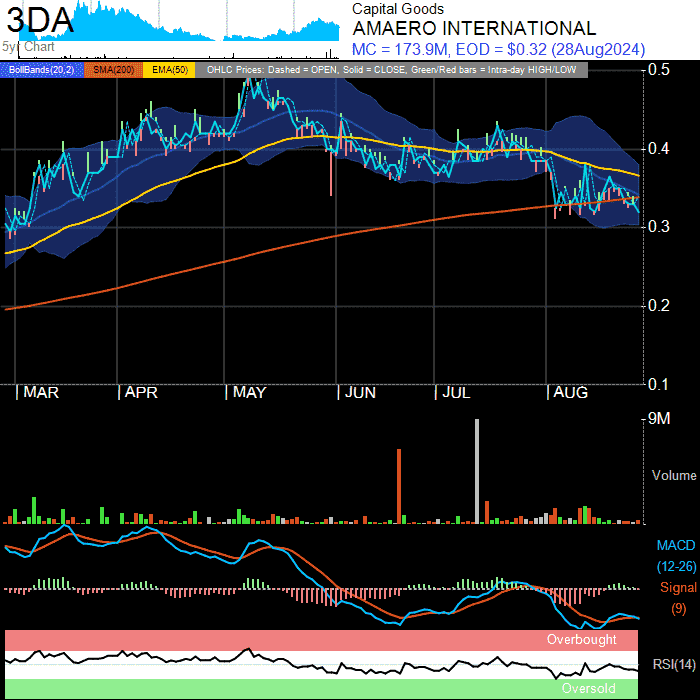 3DA
5yr Chart
Capital Goods
AMAERO INTERNATIONAL
MC = 173.9M, EOD = $0.32 (28Aug2024)
BollBands(20,2) SMA(200) EMA(50) OHLC Prices: Dashed = OPEN, Solid = CLOSE, Green/Red bars = Intra-day HIGH/LOW
0.5
0.4
0.3
0.2
0.1
| MAR | APR | MAY | JUN | JUL | AUG
9M
Volume
MACD
(12-26)
Signal
(9)
Overbought
RSI(14)
Oversold